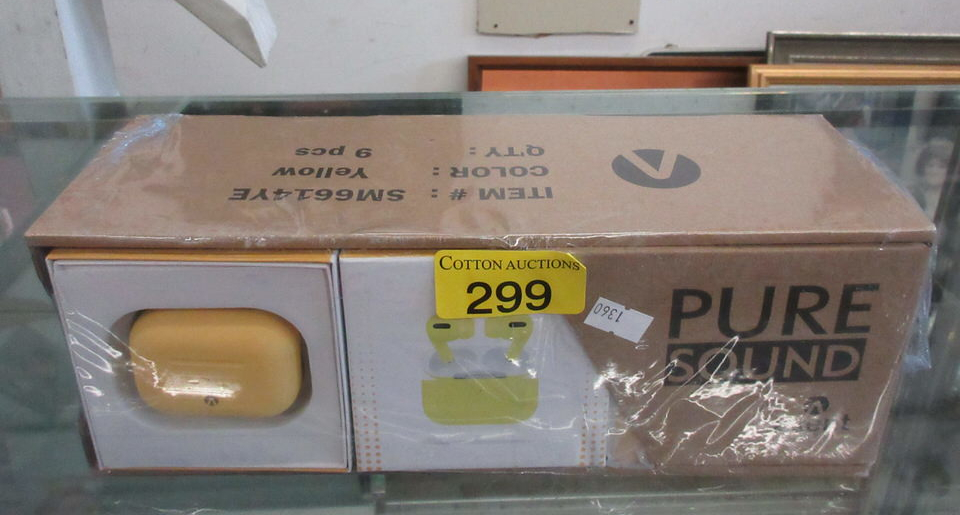 ITEM # : SM6614YE
COLOR : Yellow
QTY : 9 pcs
COTTON AUCTIONS
299
1360
PURE
SOUND